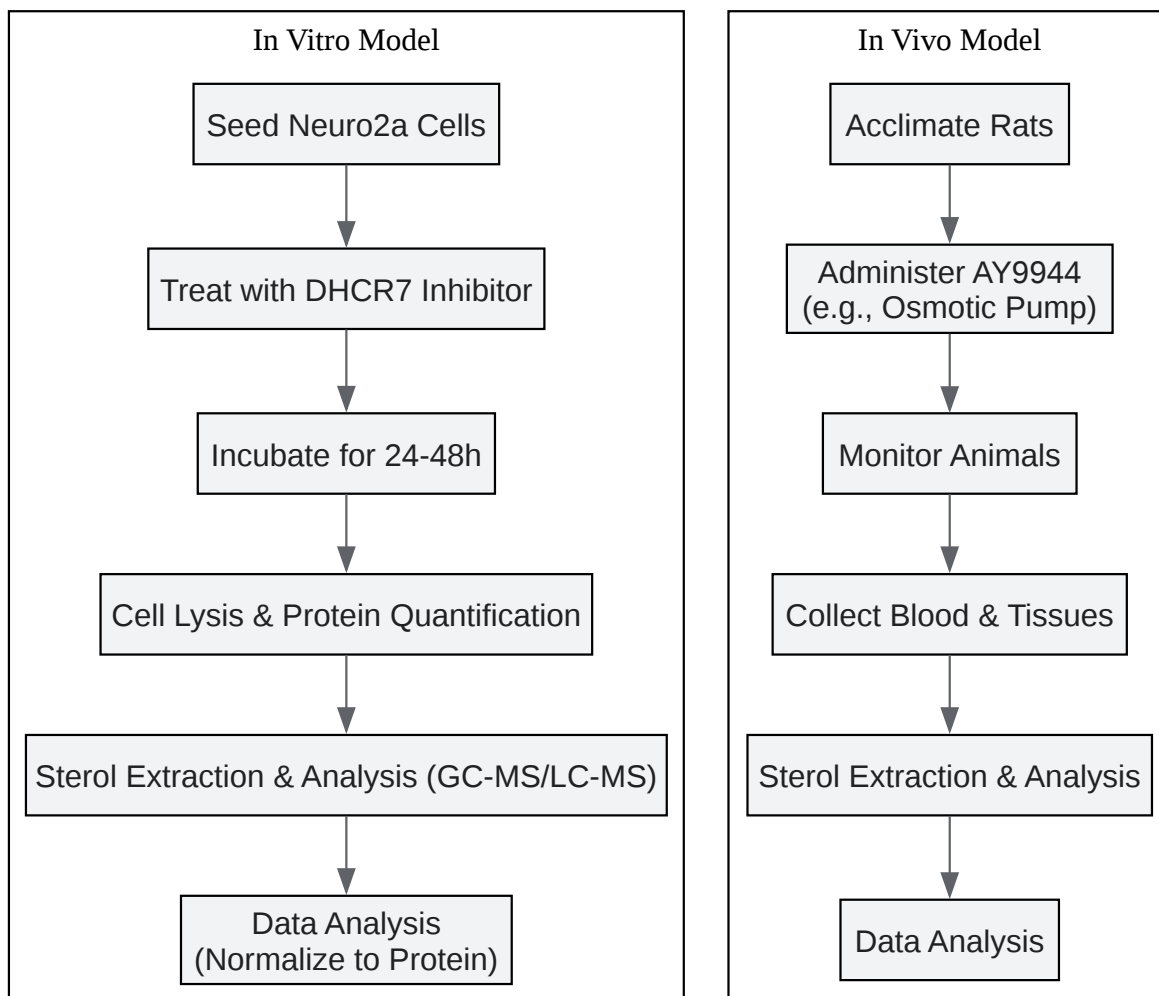 In Vitro Model
Seed Neuro2a Cells
Treat with DHCR7 Inhibitor
Incubate for 24-48h
Cell Lysis & Protein Quantification
Sterol Extraction & Analysis (GC-MS/LC-MS)
Data Analysis
(Normalize to Protein)
In Vivo Model
Acclimate Rats
Administer AY9944
(e.g., Osmotic Pump)
Monitor Animals
Collect Blood & Tissues
Sterol Extraction & Analysis
Data Analysis